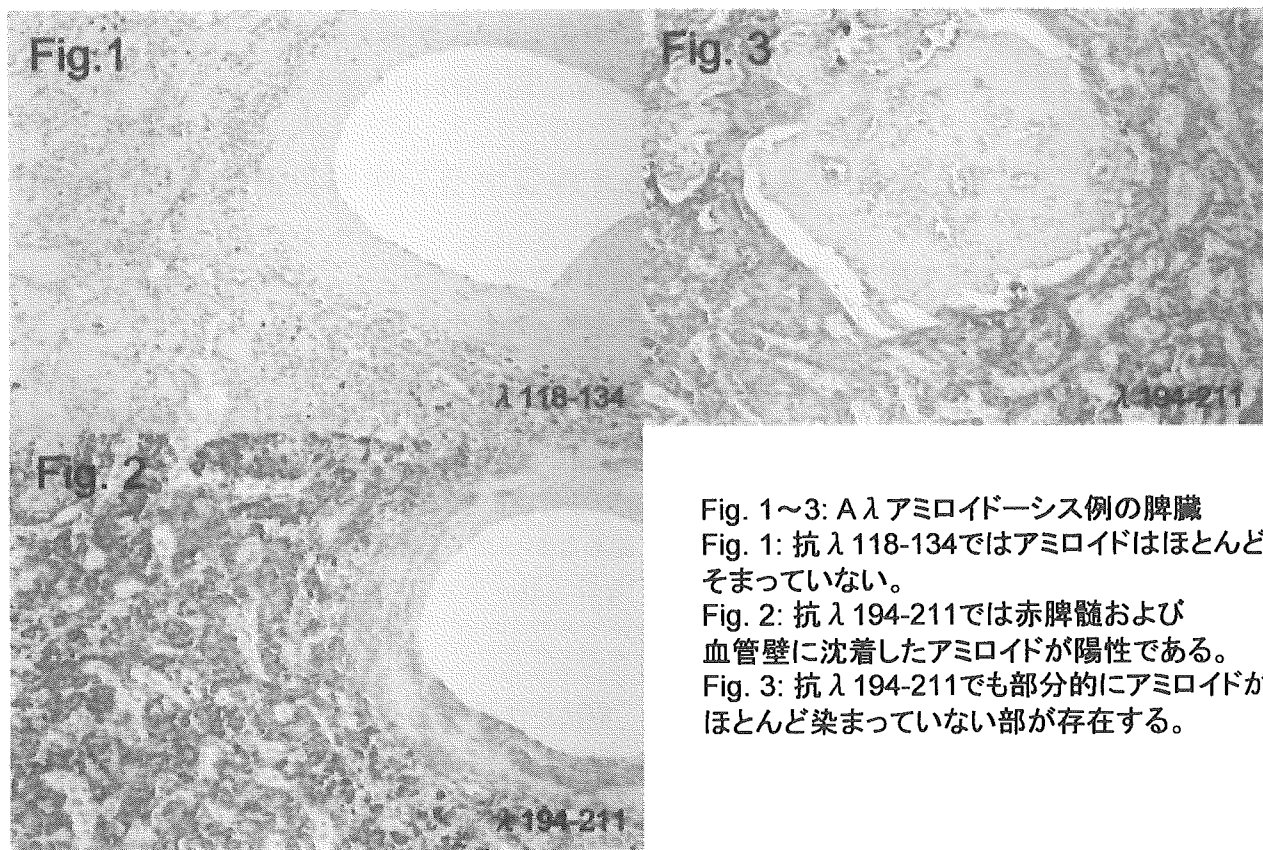 Fig.1
λ118-134
Fig. 2
λ194-211
Fig. 3
λ194-211
Fig. 1～3: Aλアミロイドーシス例の脾臓
Fig. 1: 抗λ118-134ではアミロイドはほとんど
そまっていない。
Fig. 2: 抗λ194-211では赤脾髄および
血管壁に沈着したアミロイドが陽性である。
Fig. 3: 抗λ194-211でも部分的にアミロイドが
ほとんど染まっていない部が存在する。